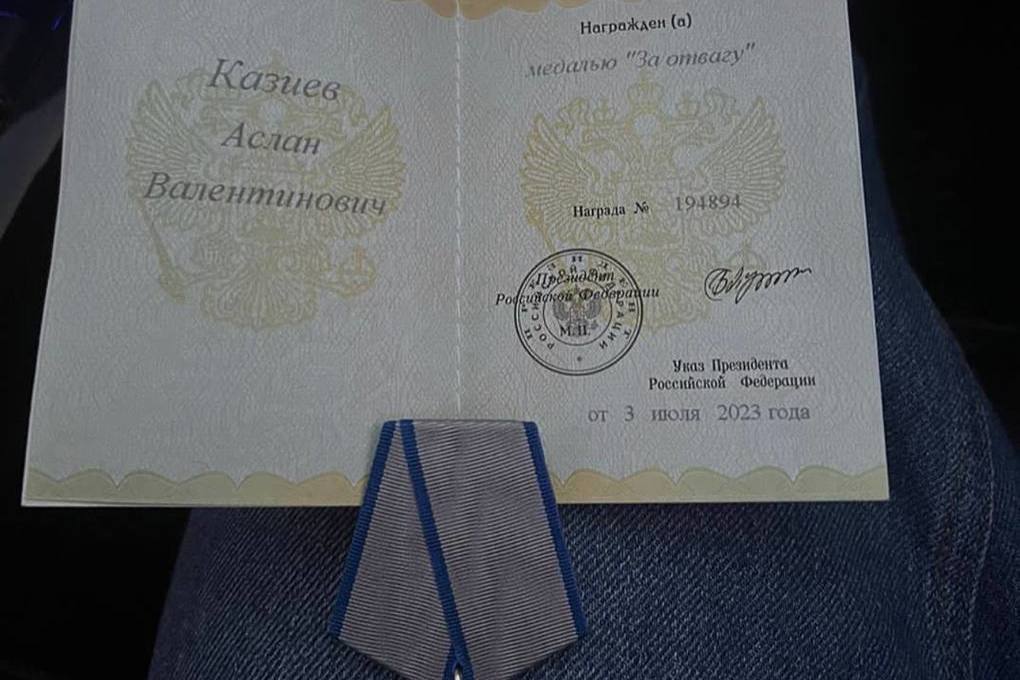 Казиев
Аслан
Валентинович
Награжден (а)
медалью "За отвагу"
Награда № 194894
Президент
Российской Федерации
М.П.
Указ Президента
Российской Федерации
от 3 июля 2023 года